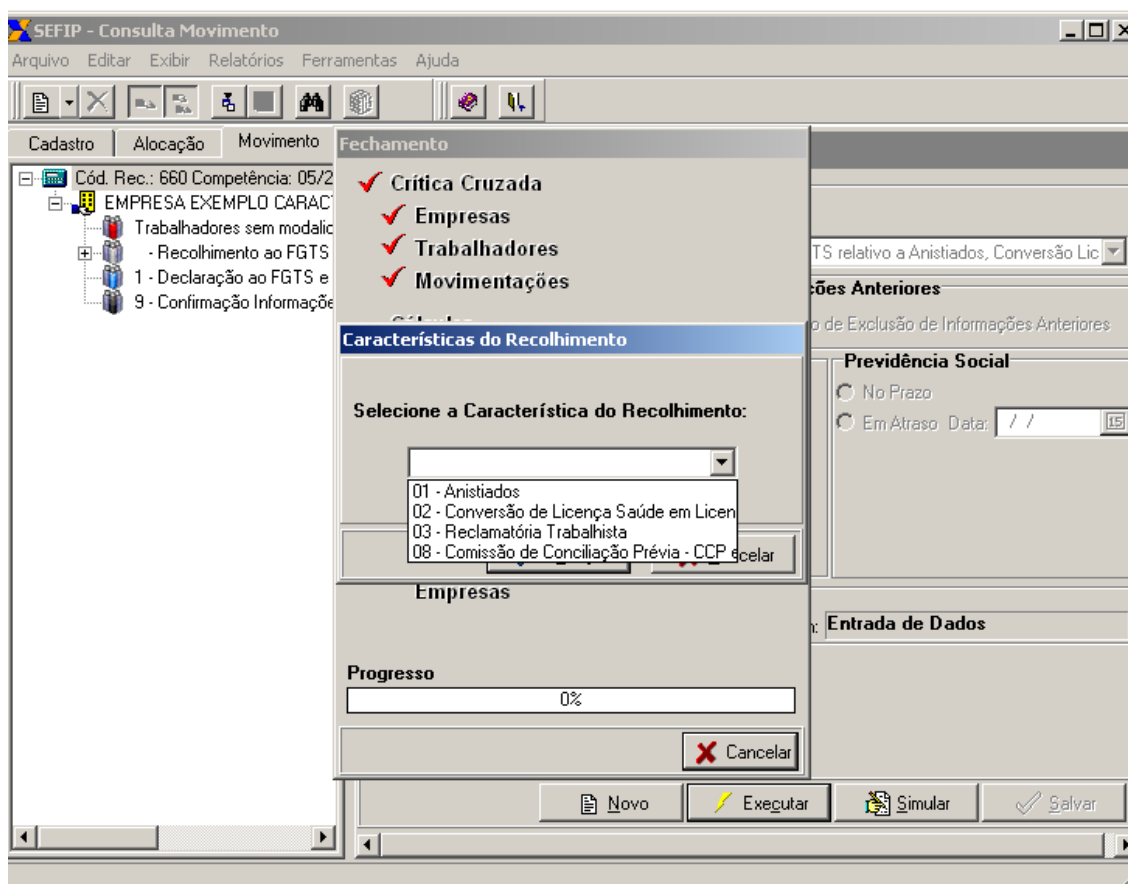 SEFIP - Consulta Movimento
Arquivo Editar Exibir Relatórios Ferramentas Ajuda
Cadastro Alocação Movimento
Cód. Rec.: 660 Competência: 05/2
EMPRESA EXEMPLO CARAC
Trabalhadores sem modalic
- Recolhimento ao FGTS
1 - Declaração ao FGTS e
9 - Confirmação Informaçõe
Fechamento
Crítica Cruzada
Empresas
Trabalhadores
Movimentações
Características do Recolhimento
Selecione a Característica do Recolhimento:
01 - Anistiados
02 - Conversão de Licença Saúde em Licen
03 - Reclamatória Trabalhista
08 - Comissão de Conciliação Prévia - CCP e
celar
Empresas
Progresso
0%
Cancelar
TS relativo a Anistiados, Conversão Lic
ões Anteriores
o de Exclusão de Informações Anteriores
Previdência Social
No Prazo
Em Atraso Data: / / 15
Entrada de Dados
Novo Executar Simular Salvar